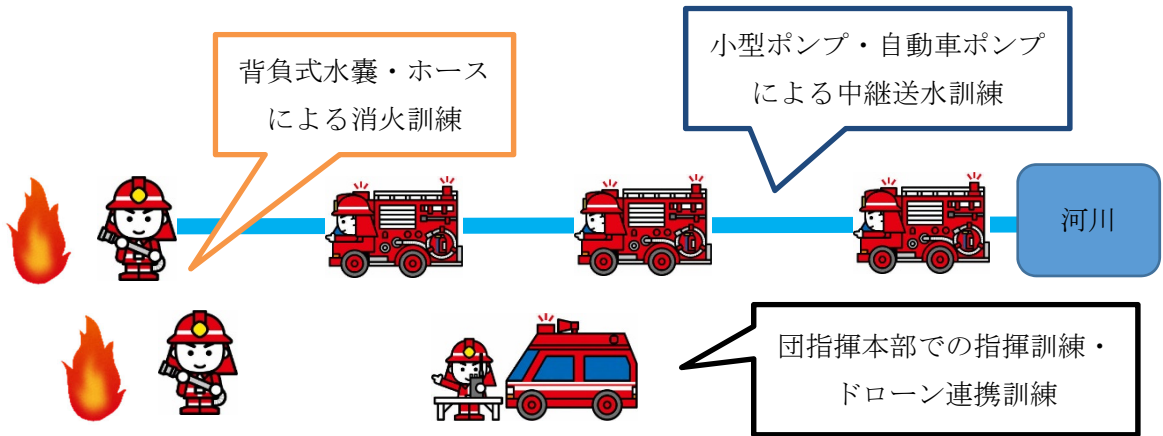 背負式水嚢・ホース
による消火訓練
小型ポンプ・自動車ポンプ
による中継送水訓練
河川
団指揮本部での指揮訓練・
ドローン連携訓練